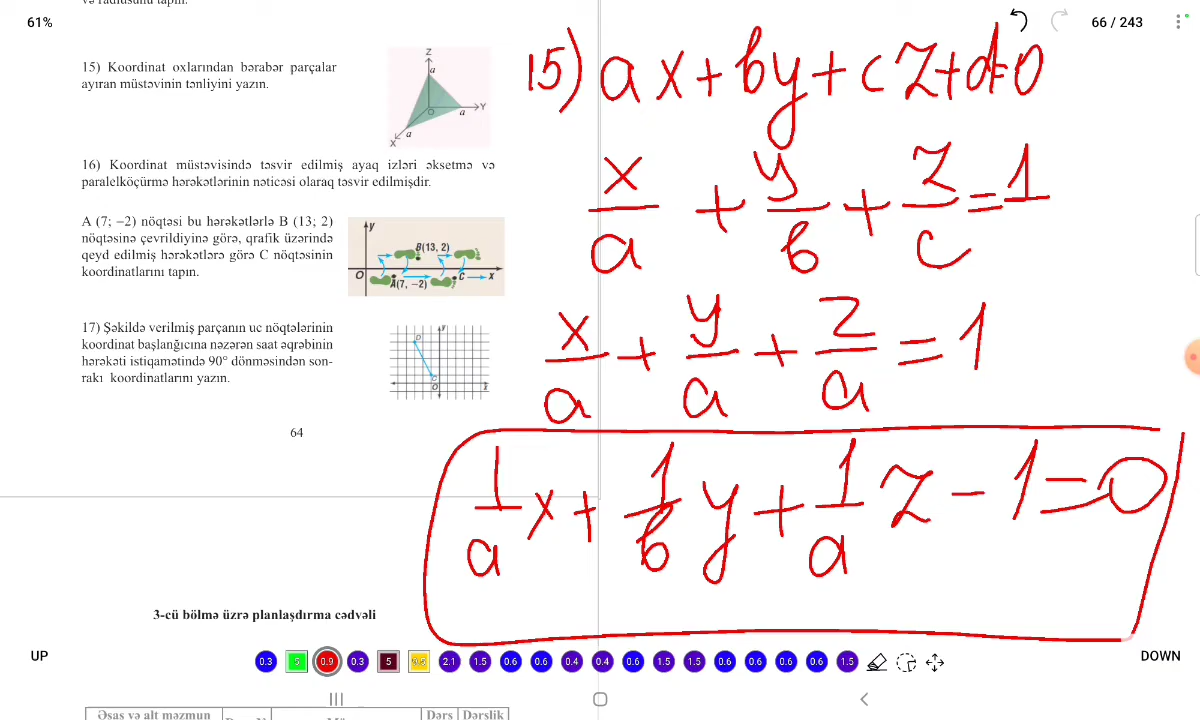 61%
66 / 243
və radiusunu tapın.
15) Koordinat oxlarından bərabər parçalar
ayıran müstəvinin tənliyini yazın.
Z
a
O
a
Y
a
X
16) Koordinat müstəvisində təsvir edilmiş ayaq izləri əksetmə və
paralelköçürmə hərəkətlərinin nəticəsi olaraq təsvir edilmişdir.
A (7; −2) nöqtəsi bu hərəkətlərlə B (13; 2)
nöqtəsinə çevrildiyinə görə, qrafik üzərində
qeyd edilmiş hərəkətlərə görə C nöqtəsinin
koordinatlarını tapın.
y
B(13, 2)
O
A(7, −2)
C
x
17) Şəkildə verilmiş parçanın uc nöqtələrinin
koordinat başlanğıcına nəzərən saat əqrəbinin
hərəkəti istiqamətində 90° dönməsindən son-
rakı koordinatlarını yazın.
y
D
C
O
x
64
3-cü bölmə üzrə planlaşdırma cədvəli
15) ax+by+cz+d=0
x/a + y/b + z/c = 1
x/a + y/a + z/a = 1
1/a x + 1/b y + 1/a z − 1 = 0
UP
0.3 5 0.9 0.3 5 9.5 2.1 1.5 0.6 0.6 0.4 0.4 0.6 1.5 1.5 0.6 0.6 0.6 0.6 1.5
DOWN
Əsas və alt məzmun
Dərs
Dərslik